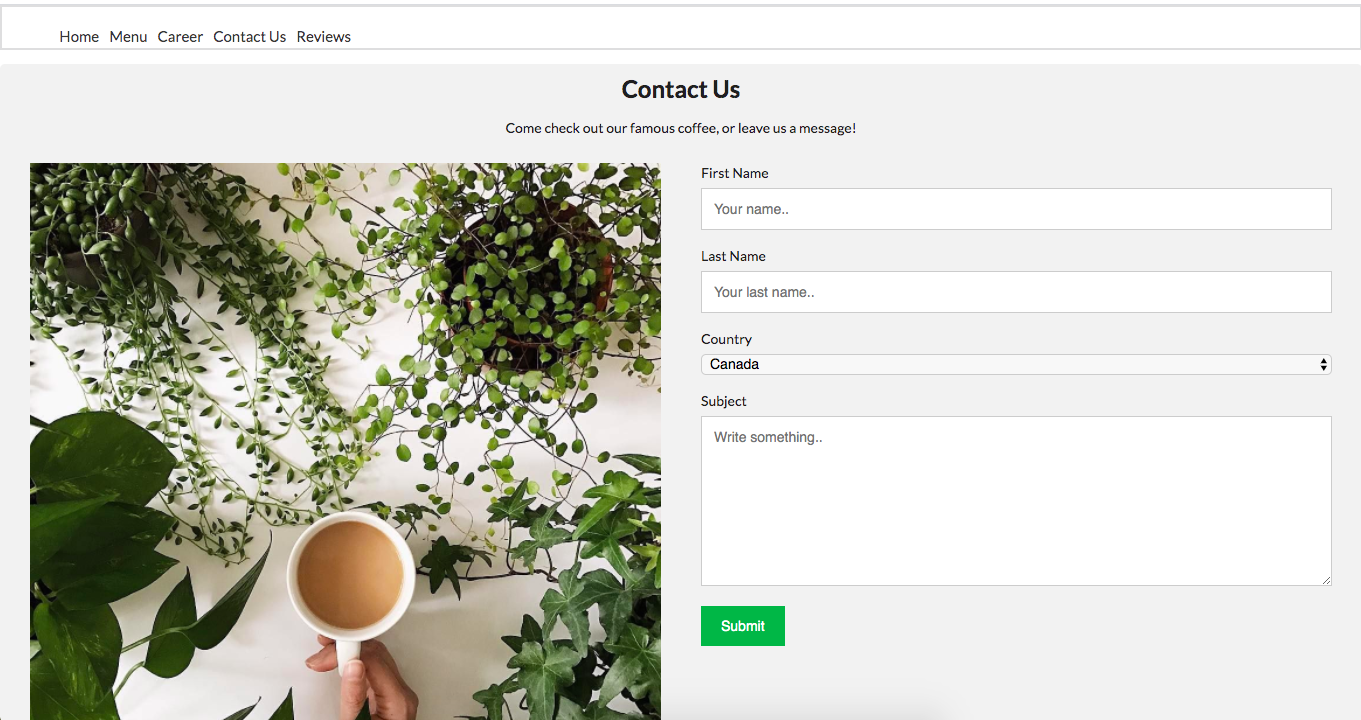 Home Menu Career Contact Us Reviews
Contact Us
Come check out our famous coffee, or leave us a message!
First Name
Your name..
Last Name
Your last name..
Country
Canada
Subject
Write something..
Submit